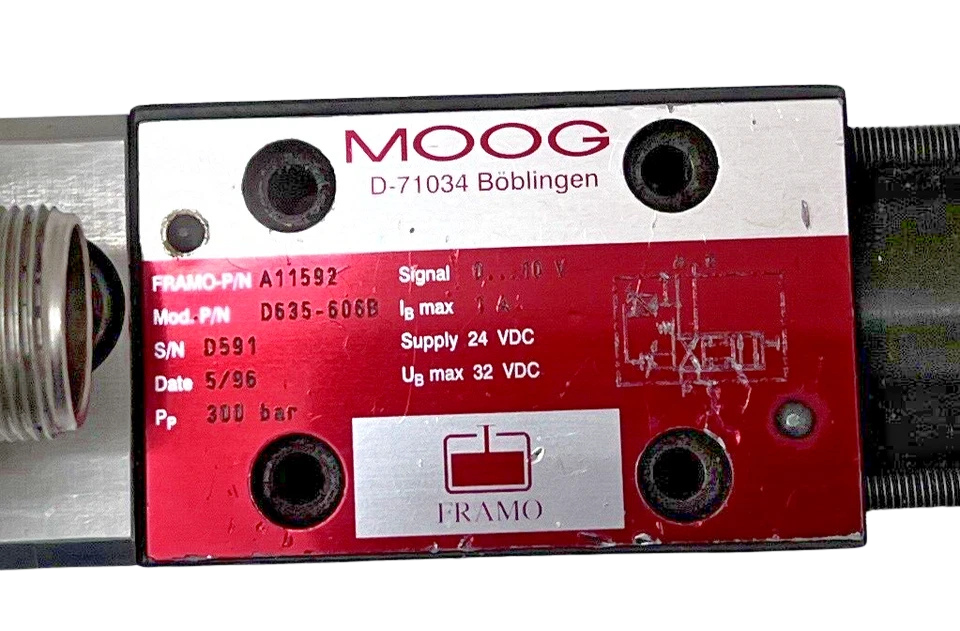 MOOG
D-71034 Böblingen
FRAMO-P/N A11592
Mod.-P/N D635-606B
S/N D591
Date 5/96
Pp 300 bar
Signal 0...10 V
IB max 1 A
Supply 24 VDC
UB max 32 VDC
FRAMO